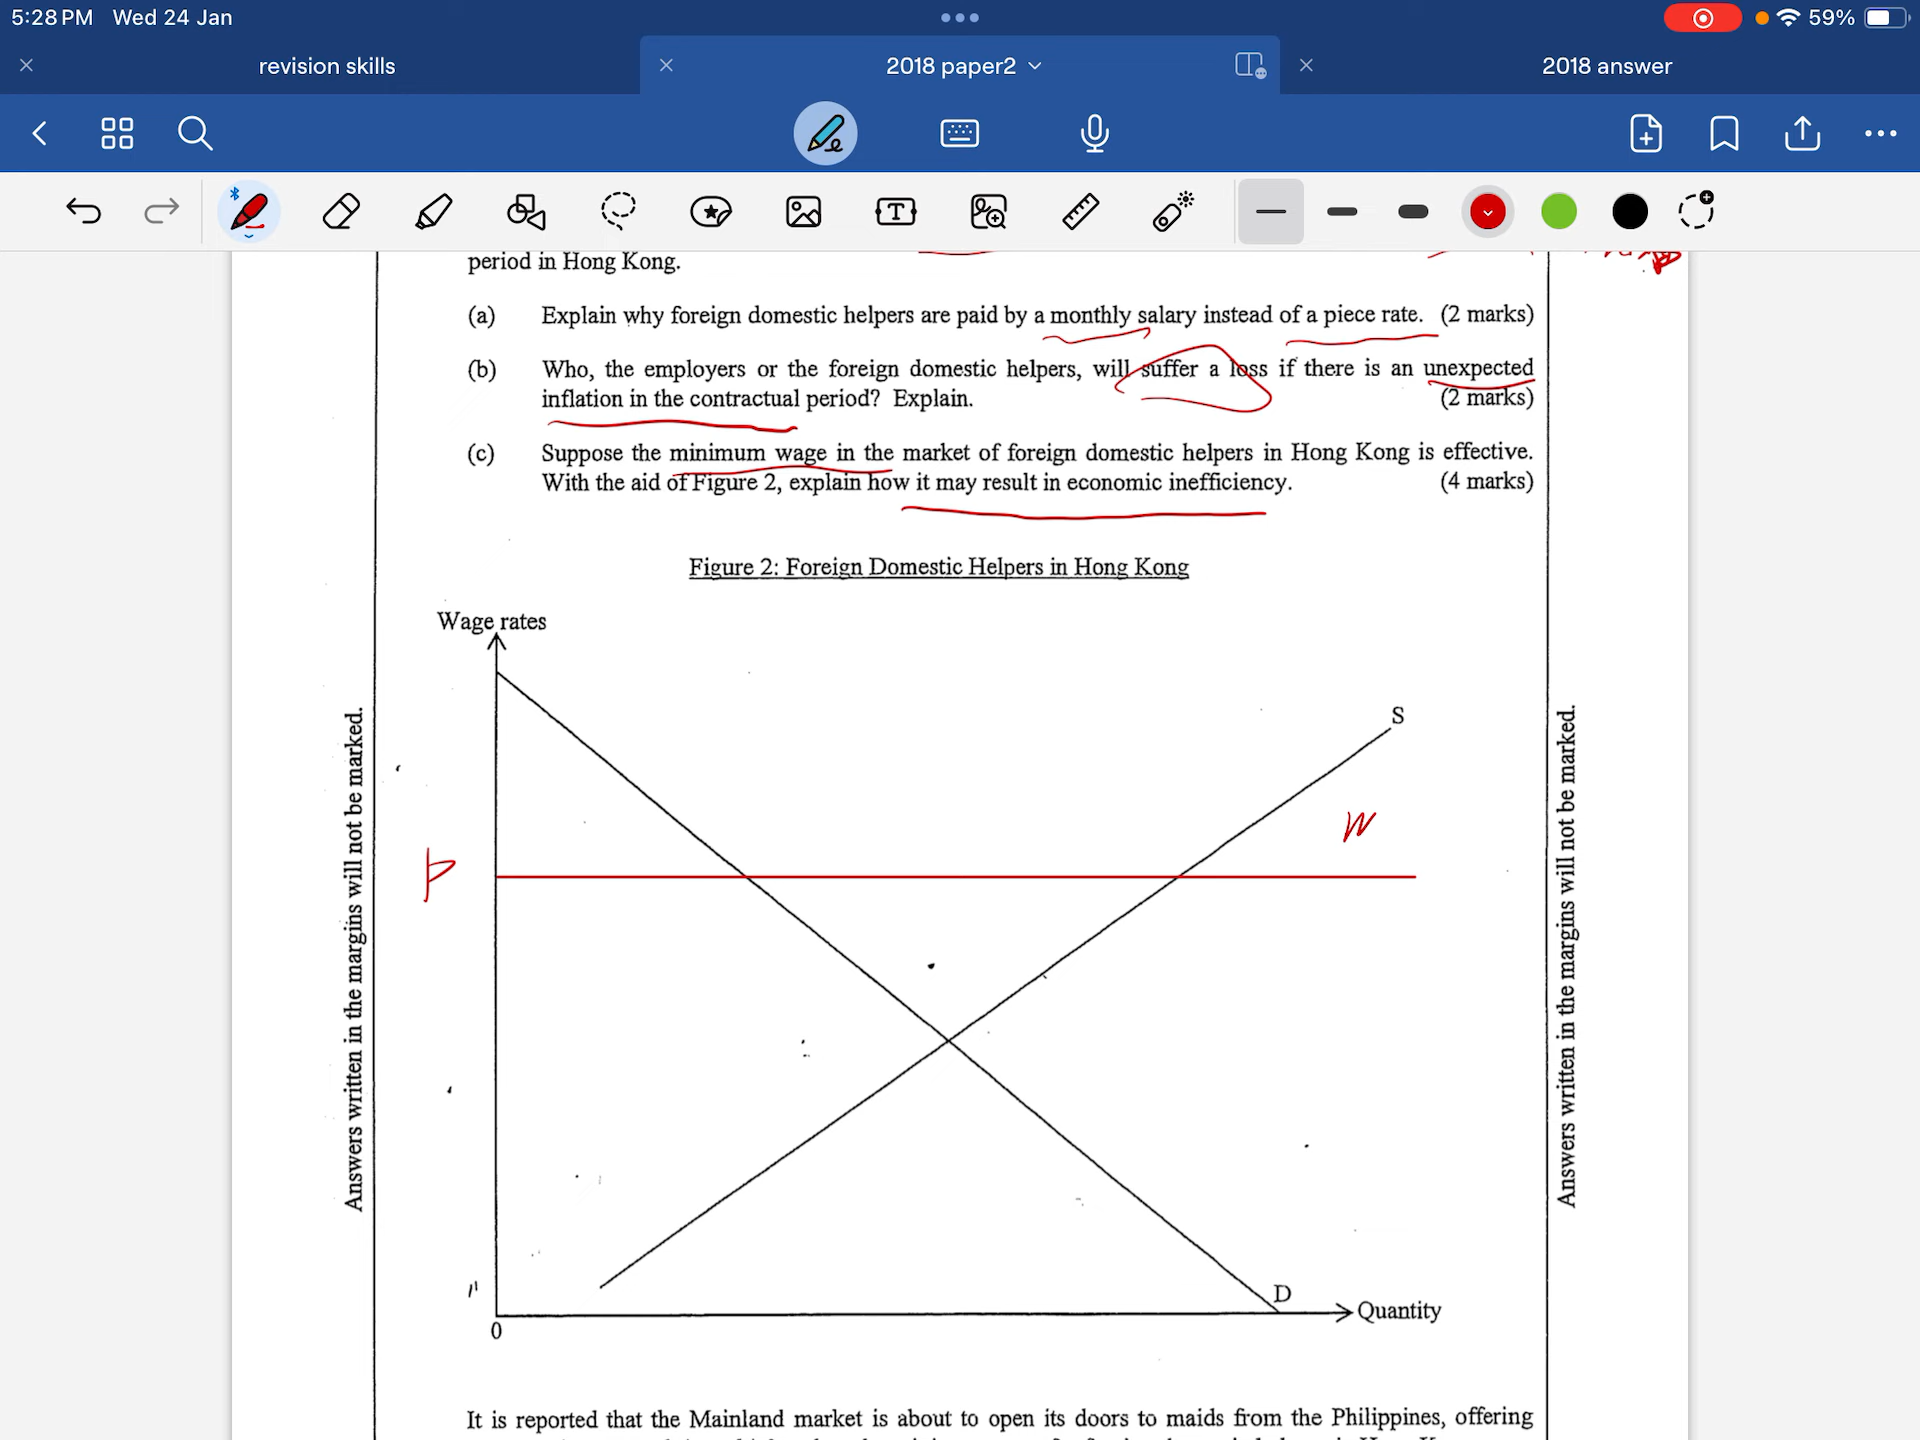 5:28 PM Wed 24 Jan
59%
revision skills
2018 paper2
2018 answer
period in Hong Kong.
(a) Explain why foreign domestic helpers are paid by a monthly salary instead of a piece rate. (2 marks)
(b) Who, the employers or the foreign domestic helpers, will suffer a loss if there is an unexpected
inflation in the contractual period? Explain. (2 marks)
(c) Suppose the minimum wage in the market of foreign domestic helpers in Hong Kong is effective.
With the aid of Figure 2, explain how it may result in economic inefficiency. (4 marks)
Figure 2: Foreign Domestic Helpers in Hong Kong
Wage rates
S
W
P
D
Quantity
0
Answers written in the margins will not be marked.
Answers written in the margins will not be marked.
It is reported that the Mainland market is about to open its doors to maids from the Philippines, offering